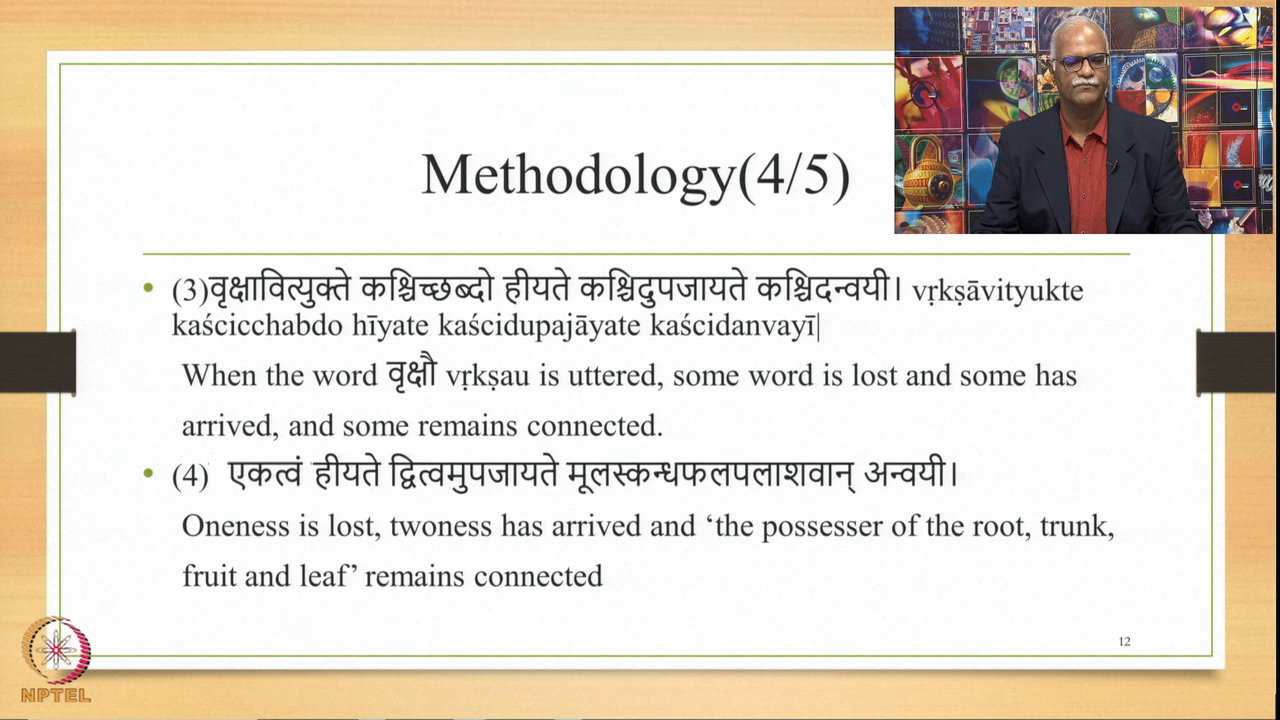 Methodology(4/5)
• (3)वृक्षावित्युक्ते कश्चिच्छब्दो हीयते कश्चिदुपजायते कश्चिदन्वयी। vṛkṣāvityukte
kaścicchabdo hīyate kaścidupajāyate kaścidanvayī|
When the word वृक्षौ vṛkṣau is uttered, some word is lost and some has
arrived, and some remains connected.
• (4) एकत्वं हीयते द्वित्वमुपजायते मूलस्कन्धफलपलाशवान् अन्वयी।
Oneness is lost, twoness has arrived and ‘the possesser of the root, trunk,
fruit and leaf’ remains connected
12
NPTEL